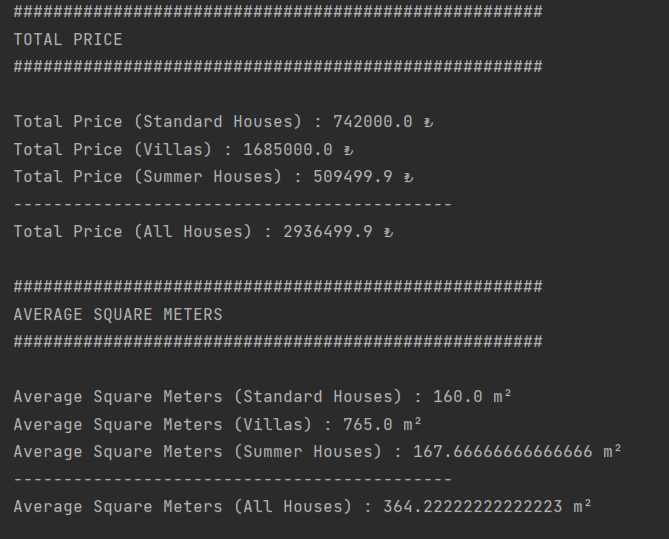 #####################################################
TOTAL PRICE
#####################################################
Total Price (Standard Houses) : 742000.0 ₺
Total Price (Villas) : 1685000.0 ₺
Total Price (Summer Houses) : 509499.9 ₺
--------------------------------------------
Total Price (All Houses) : 2936499.9 ₺
#####################################################
AVERAGE SQUARE METERS
#####################################################
Average Square Meters (Standard Houses) : 160.0 m²
Average Square Meters (Villas) : 765.0 m²
Average Square Meters (Summer Houses) : 167.66666666666666 m²
--------------------------------------------
Average Square Meters (All Houses) : 364.22222222222223 m²